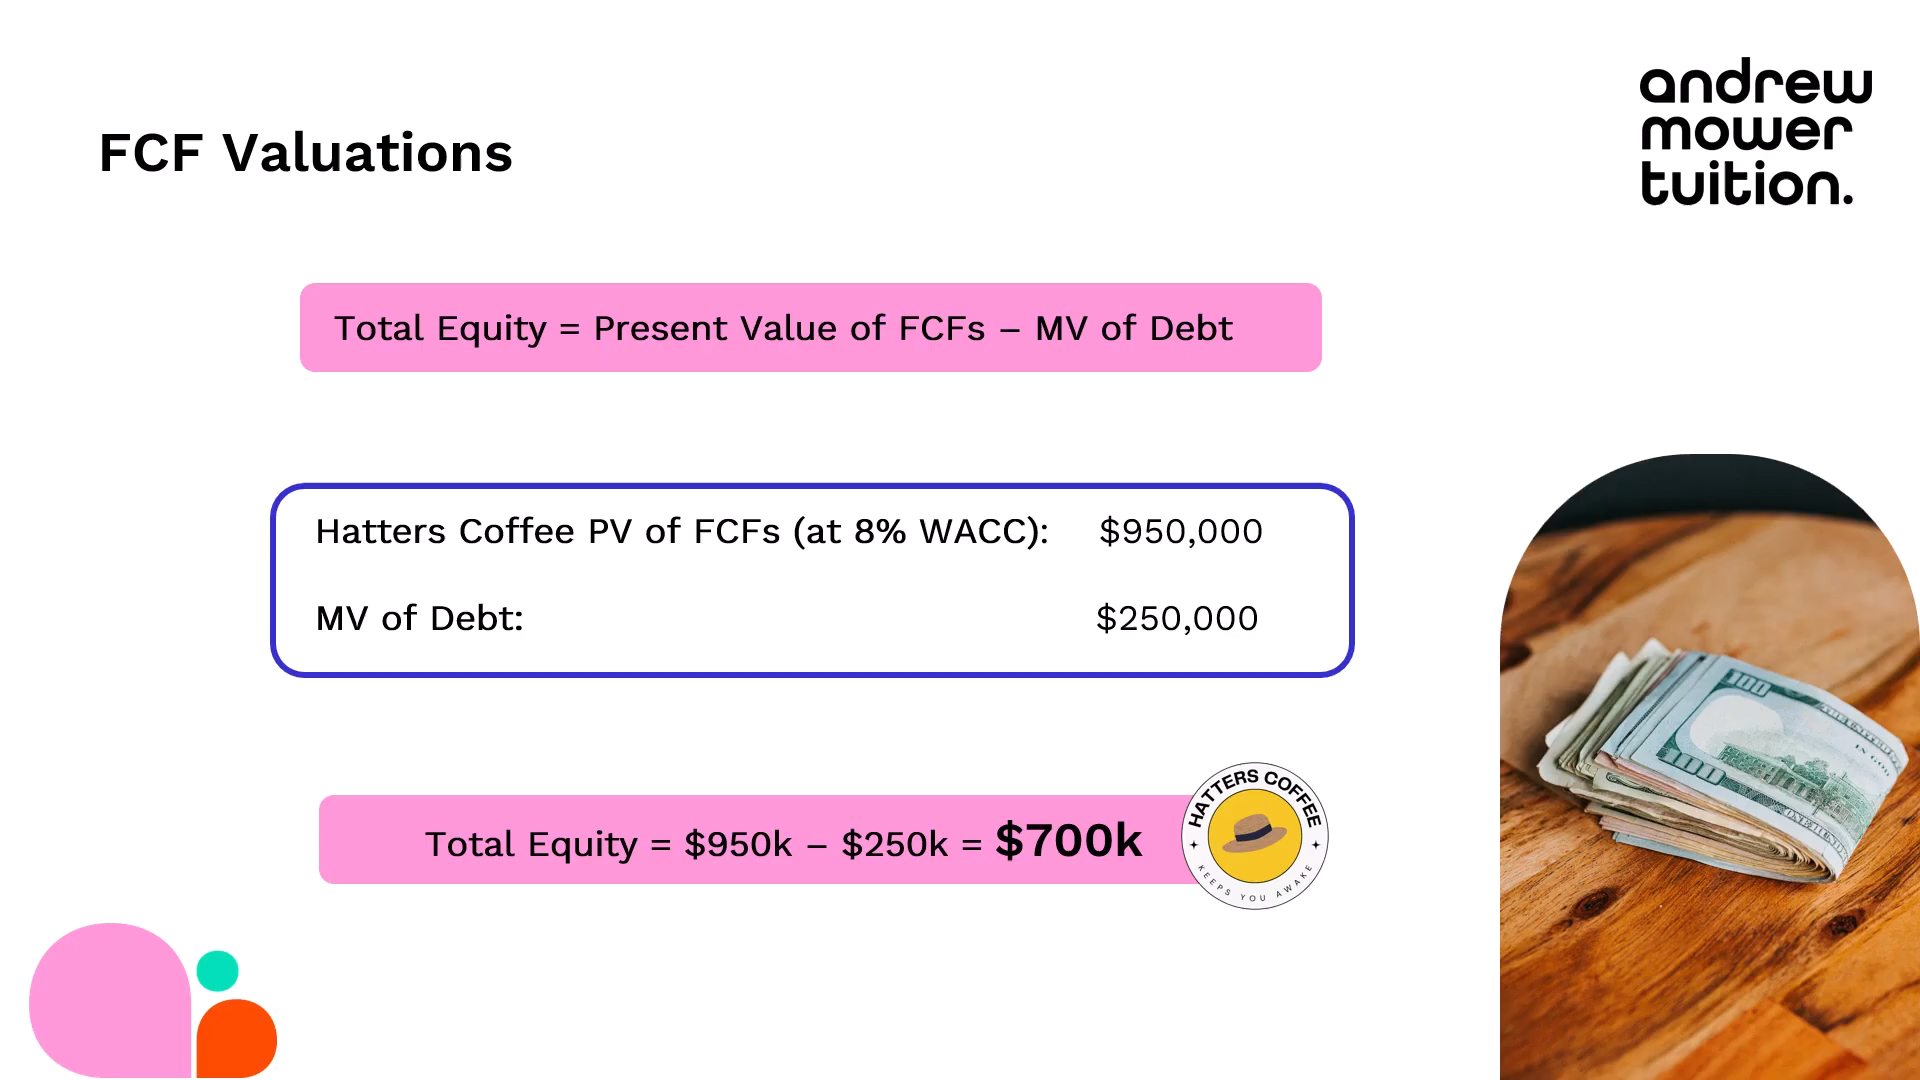 andrew
mower
tuition.
FCF Valuations
Total Equity = Present Value of FCFs – MV of Debt
Hatters Coffee PV of FCFs (at 8% WACC): $950,000
MV of Debt: $250,000
Total Equity = $950k – $250k = $700k
HATTERS COFFEE
KEEPS YOU AWAKE
100
100